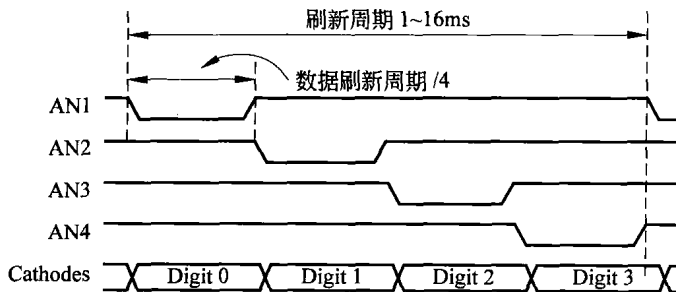 刷新周期 1~16ms
数据刷新周期 /4
AN1
AN2
AN3
AN4
Cathodes Digit 0 Digit 1 Digit 2 Digit 3